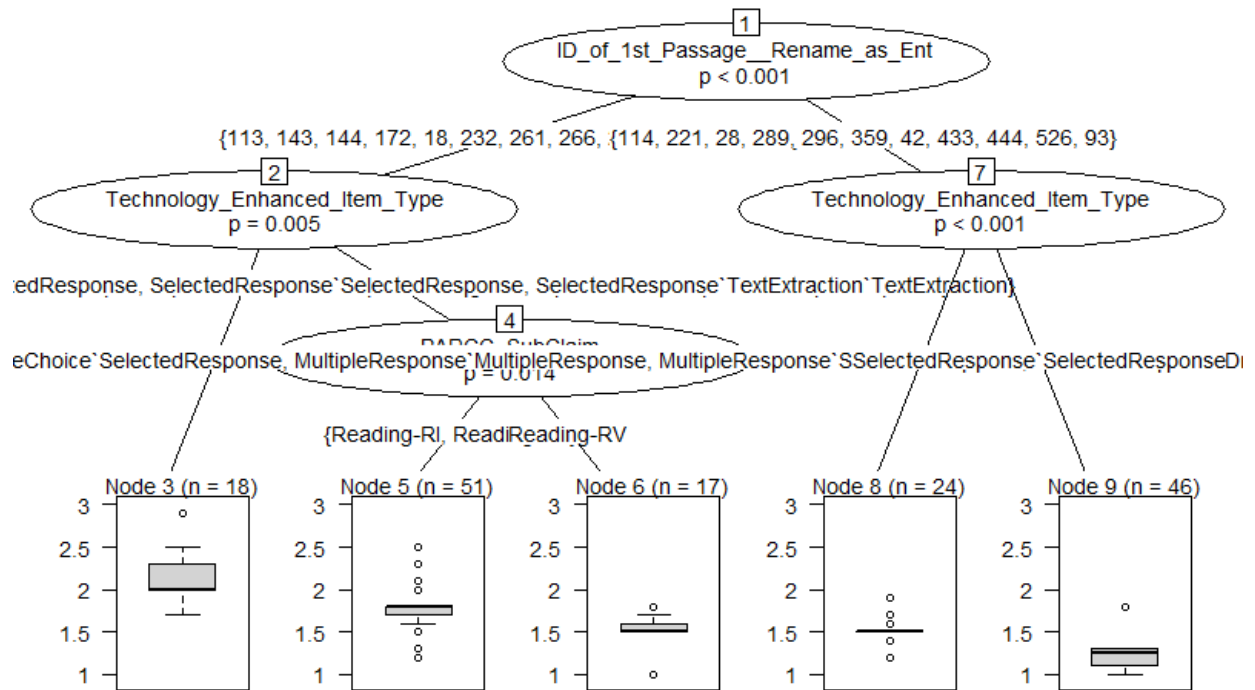 1
ID_of_1st_Passage__Rename_as_Ent
p < 0.001
{113, 143, 144, 172, 18, 232, 261, 266, {114, 221, 28, 289, 296, 359, 42, 433, 444, 526, 93}
2
Technology_Enhanced_Item_Type
p = 0.005
7
Technology_Enhanced_Item_Type
p < 0.001
tedResponse, SelectedResponse`SelectedResponse, SelectedResponse`TextExtraction`TextExtraction}
4
PARCC_SubClaim
eChoice`SelectedResponse, MultipleResponse`MultipleResponse, MultipleResponse`SSelectedResponse`SelectedResponseDr
p = 0.014
{Reading-RI, ReadiReading-RV
Node 3 (n = 18)
3
2.5
2
1.5
1
Node 5 (n = 51)
3
2.5
2
1.5
1
Node 6 (n = 17)
3
2.5
2
1.5
1
Node 8 (n = 24)
3
2.5
2
1.5
1
Node 9 (n = 46)
3
2.5
2
1.5
1